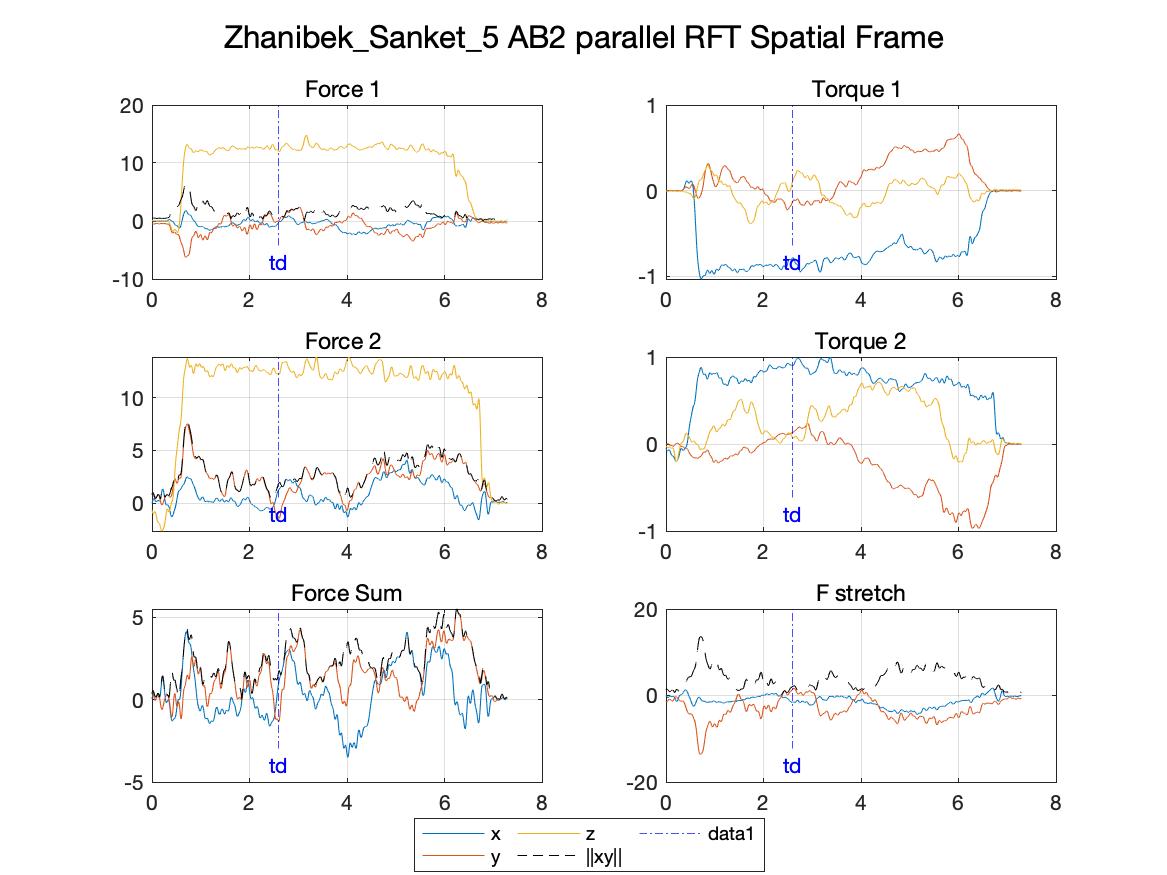 Zhanibek_Sanket_5 AB2 parallel RFT Spatial Frame
Force 1
20
10
0
-10
0 2 4 6 8
td
Torque 1
1
0
-1
0 2 4 6 8
td
Force 2
10
5
0
0 2 4 6 8
td
Torque 2
1
0
-1
0 2 4 6 8
td
Force Sum
5
0
-5
0 2 4 6 8
td
F stretch
20
0
-20
0 2 4 6 8
td
x z data1
y ||xy||